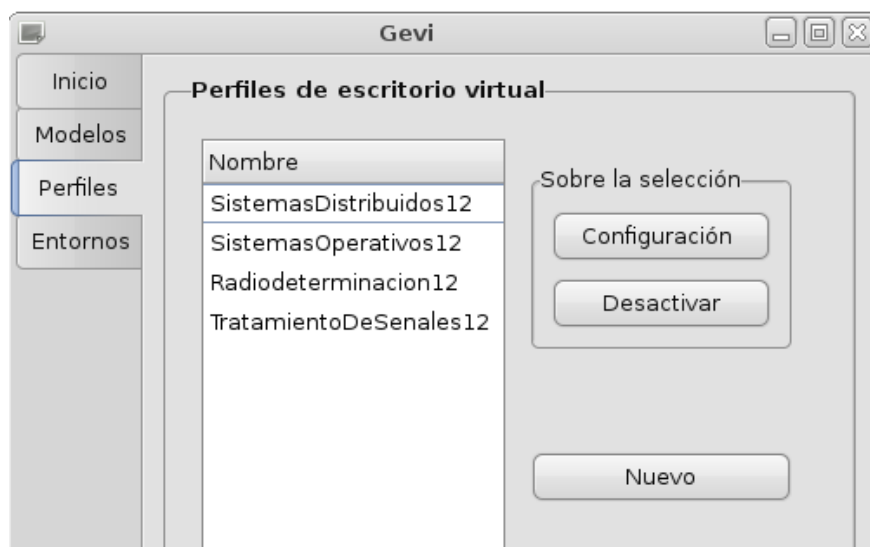 Gevi
Inicio
Modelos
Perfiles
Entornos
Perfiles de escritorio virtual
Nombre
SistemasDistribuidos12
SistemasOperativos12
Radiodeterminacion12
TratamientoDeSenales12
Sobre la selección
Configuración
Desactivar
Nuevo